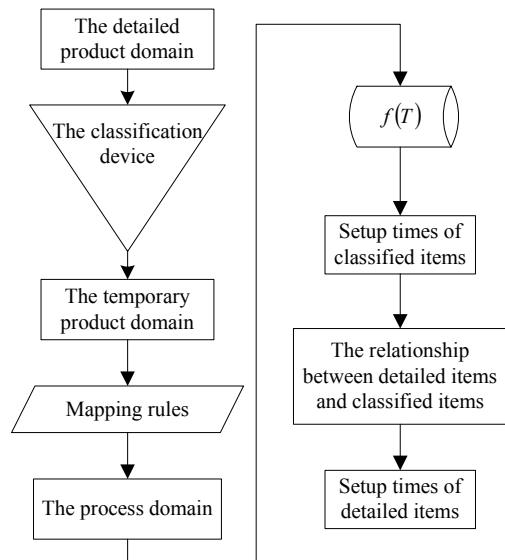 The detailed
product domain
The classification
device
The temporary
product domain
Mapping rules
The process domain
f(T)
Setup times of
classified items
The relationship
between detailed items
and classified items
Setup times of
detailed items